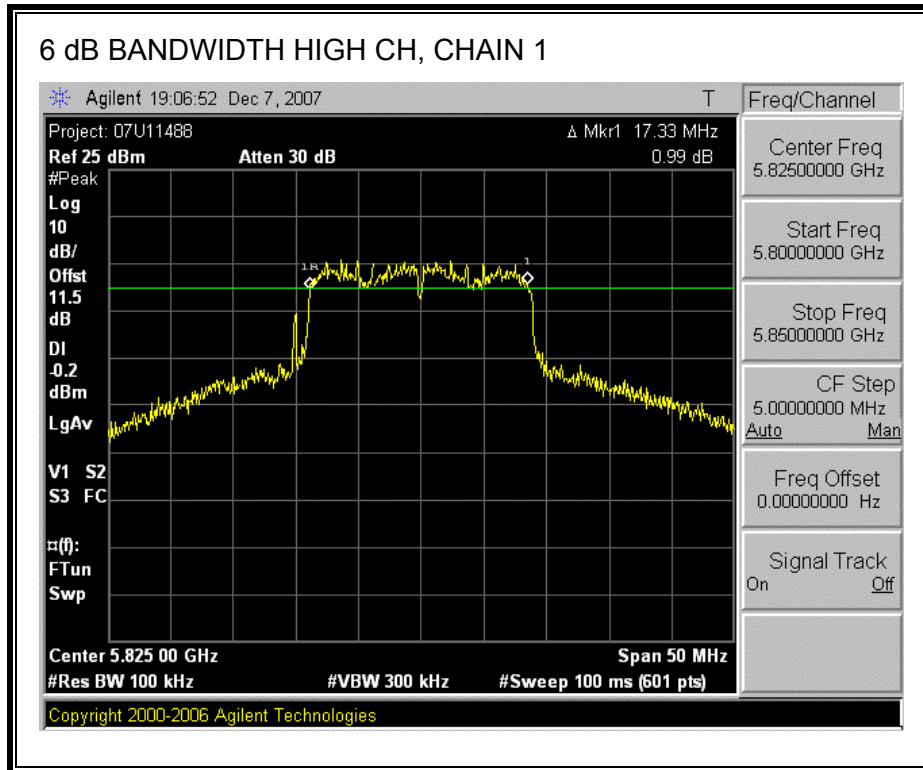 6 dB BANDWIDTH HIGH CH, CHAIN 1
Agilent 19:06:52 Dec 7, 2007 T
Project: 07U11488 Δ Mkr1 17.33 MHz
Ref 25 dBm Atten 30 dB 0.99 dB
#Peak
Log
10
dB/
Offst
11.5
dB
DI
-0.2
dBm
LgAv
V1 S2
S3 FC
¤(f):
FTun
Swp
1R
1
Center 5.825 00 GHz Span 50 MHz
#Res BW 100 kHz #VBW 300 kHz #Sweep 100 ms (601 pts)
Copyright 2000-2006 Agilent Technologies
Freq/Channel
Center Freq
5.82500000 GHz
Start Freq
5.80000000 GHz
Stop Freq
5.85000000 GHz
CF Step
5.00000000 MHz
Auto Man
Freq Offset
0.00000000 Hz
Signal Track
On Off